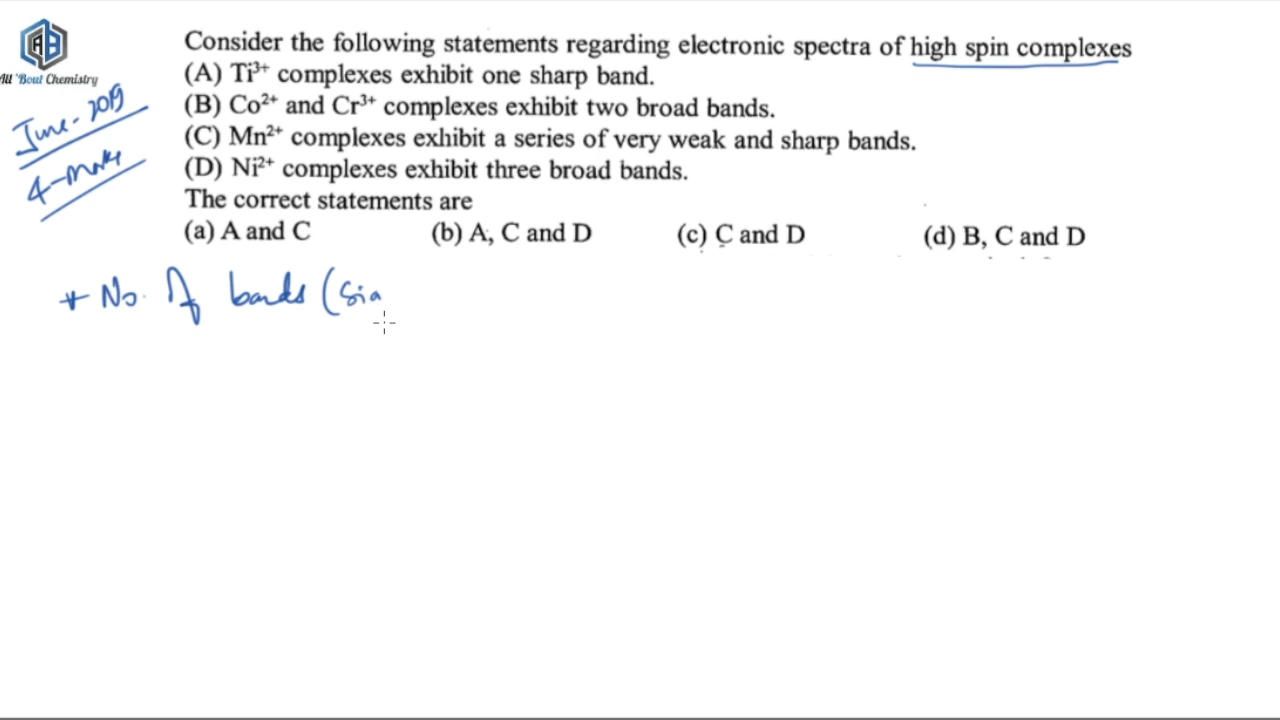 AB
All 'Bout Chemistry
June-2019
4-Marks
Consider the following statements regarding electronic spectra of high spin complexes
(A) Ti³⁺ complexes exhibit one sharp band.
(B) Co²⁺ and Cr³⁺ complexes exhibit two broad bands.
(C) Mn²⁺ complexes exhibit a series of very weak and sharp bands.
(D) Ni²⁺ complexes exhibit three broad bands.
The correct statements are
(a) A and C (b) A, C and D (c) C and D (d) B, C and D
* No. of bands (